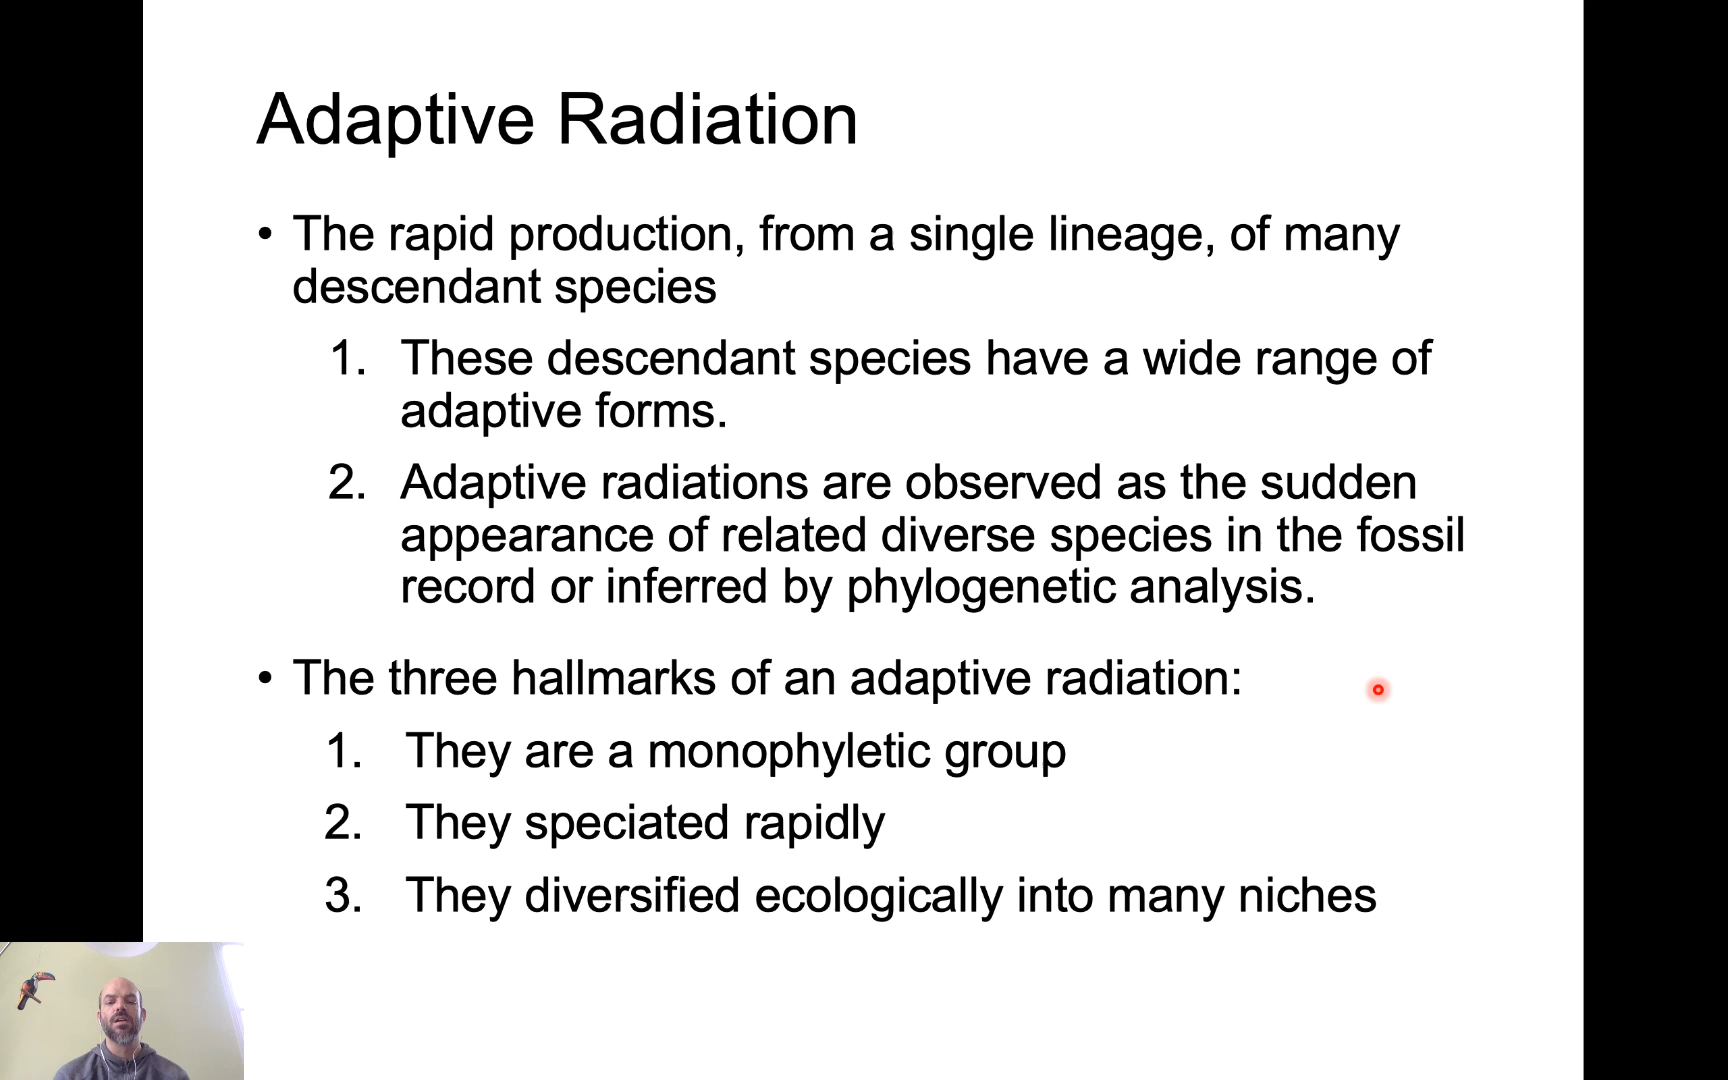 Adaptive Radiation
• The rapid production, from a single lineage, of many
descendant species
1. These descendant species have a wide range of
adaptive forms.
2. Adaptive radiations are observed as the sudden
appearance of related diverse species in the fossil
record or inferred by phylogenetic analysis.
• The three hallmarks of an adaptive radiation:
1. They are a monophyletic group
2. They speciated rapidly
3. They diversified ecologically into many niches